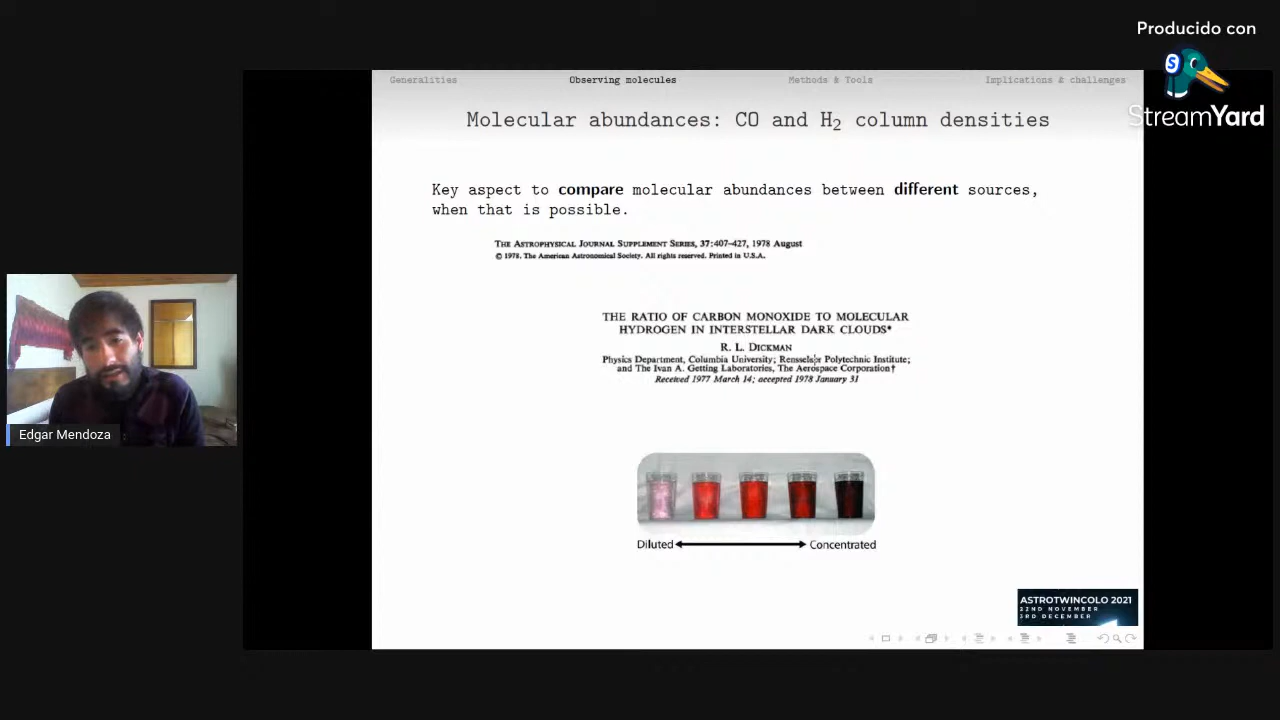 Producido con
StreamYard
Generalities Observing molecules Methods & Tools Implications & challenges
Molecular abundances: CO and H2 column densities
Key aspect to compare molecular abundances between different sources,
when that is possible.
THE ASTROPHYSICAL JOURNAL SUPPLEMENT SERIES, 37:407-427, 1978 August
© 1978. The American Astronomical Society. All rights reserved. Printed in U.S.A.
THE RATIO OF CARBON MONOXIDE TO MOLECULAR
HYDROGEN IN INTERSTELLAR DARK CLOUDS*
R. L. DICKMAN
Physics Department, Columbia University; Rensselaer Polytechnic Institute;
and The Ivan A. Getting Laboratories, The Aerospace Corporation†
Received 1977 March 14; accepted 1978 January 31
Edgar Mendoza
Diluted Concentrated
ASTROTWINCOLO 2021
22ND NOVEMBER
3RD DECEMBER